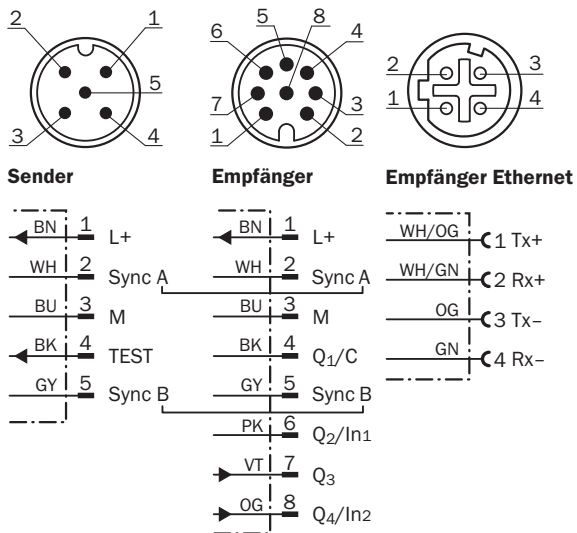 2 1
5
3 4
5 8
6 4
7 3
1 2
2 3
1 4
Sender
BN 1 L+
WH 2 Sync A
BU 3 M
BK 4 TEST
GY 5 Sync B
Empfänger
BN 1 L+
WH 2 Sync A
BU 3 M
BK 4 Q1/C
GY 5 Sync B
PK 6 Q2/In1
VT 7 Q3
OG 8 Q4/In2
Empfänger Ethernet
WH/OG 1 Tx+
WH/GN 2 Rx+
OG 3 Tx–
GN 4 Rx–